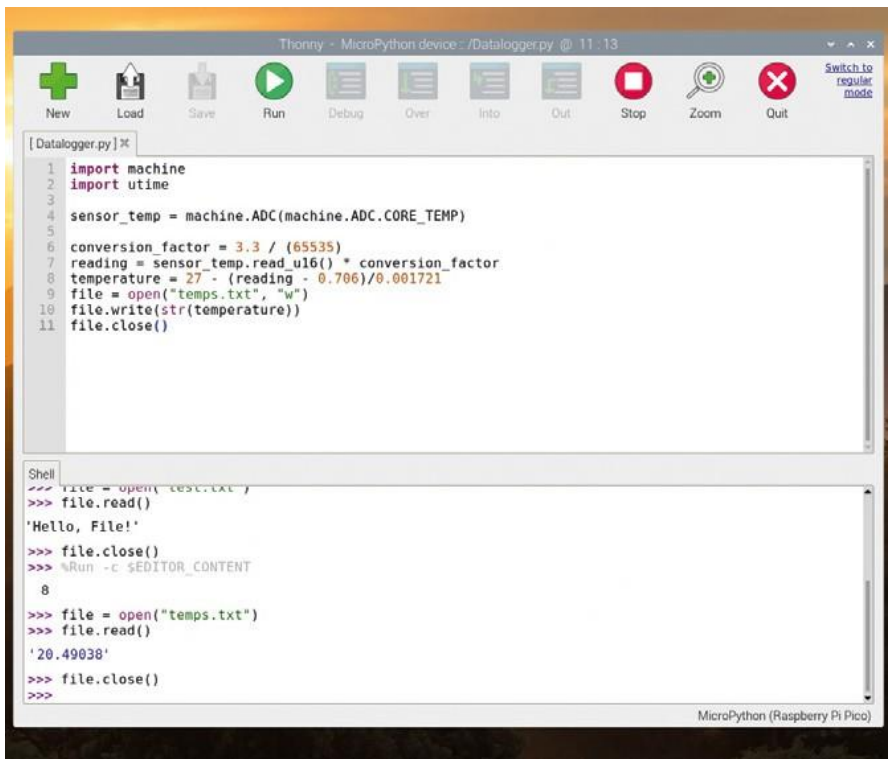 Thonny - MicroPython device :: /Datalogger.py @ 11 : 13
New Load Save Run Debug Over Into Out Stop Zoom Quit
Switch to
regular
mode
[ Datalogger.py ]
1 import machine
2 import utime
3
4 sensor_temp = machine.ADC(machine.ADC.CORE_TEMP)
5
6 conversion_factor = 3.3 / (65535)
7 reading = sensor_temp.read_u16() * conversion_factor
8 temperature = 27 - (reading - 0.706)/0.001721
9 file = open("temps.txt", "w")
10 file.write(str(temperature))
11 file.close()
Shell
>>> file = open("test.txt")
>>> file.read()
'Hello, File!'
>>> file.close()
>>> %Run -c $EDITOR_CONTENT
8
>>> file = open("temps.txt")
>>> file.read()
'20.49038'
>>> file.close()
>>>
MicroPython (Raspberry Pi Pico)